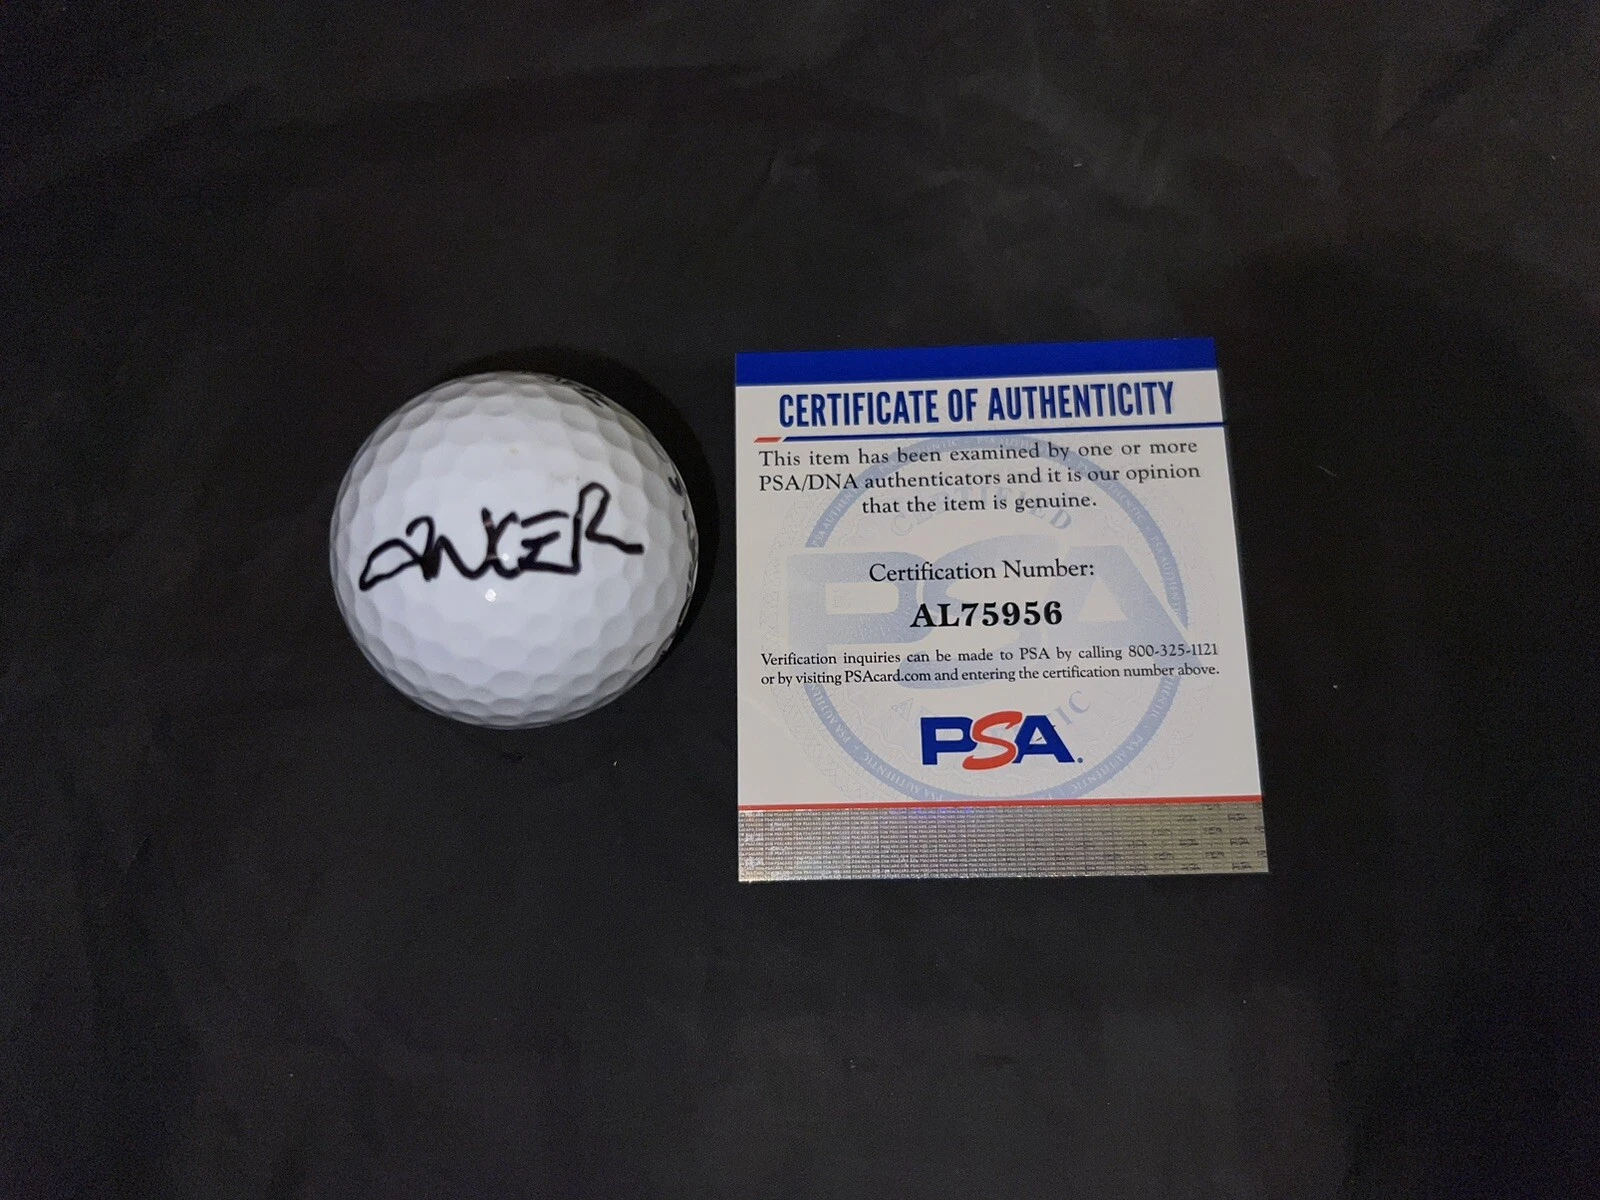 ANCER
CERTIFICATE OF AUTHENTICITY
This item has been examined by one or more
PSA/DNA authenticators and it is our opinion
that the item is genuine.
Certification Number:
AL75956
Verification inquiries can be made to PSA by calling 800-325-1121
or by visiting PSAcard.com and entering the certification number above.
PSA